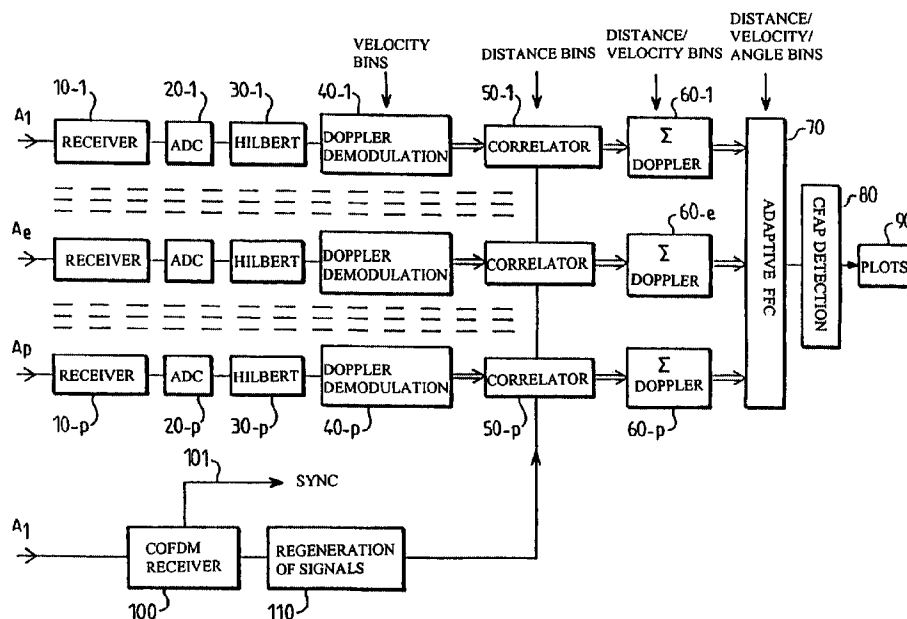 VELOCITY
BINS
DISTANCE BINS
DISTANCE/
VELOCITY BINS
DISTANCE/
VELOCITY/
ANGLE BINS
10-1
20-1
30-1
40-1
50-1
60-1
70
A1
RECEIVER
ADC
HILBERT
DOPPLER
DEMODULATION
CORRELATOR
Σ
DOPPLER
ADAPTIVE FFC
80
CFAP DETECTION
90
PLOTS
60-e
Ae
RECEIVER
ADC
HILBERT
DOPPLER
DEMODULATION
CORRELATOR
Σ
DOPPLER
Ap
RECEIVER
ADC
HILBERT
DOPPLER
DEMODULATION
CORRELATOR
Σ
DOPPLER
10-p
20-p
30-p
40-p
50-p
60-p
101
SYNC
A1
COFDM
RECEIVER
REGENERATION
OF SIGNALS
100
110